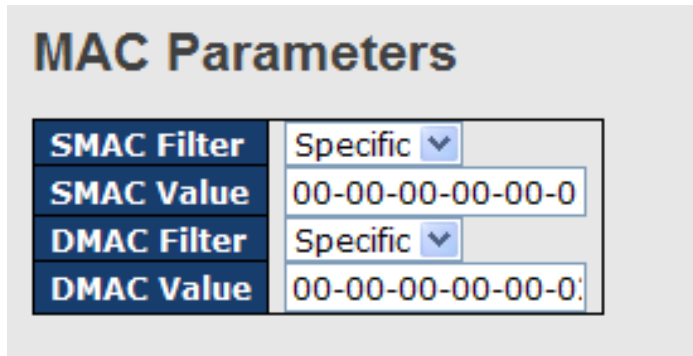 MAC Parameters
SMAC Filter Specific
SMAC Value 00-00-00-00-00-0
DMAC Filter Specific
DMAC Value 00-00-00-00-00-0